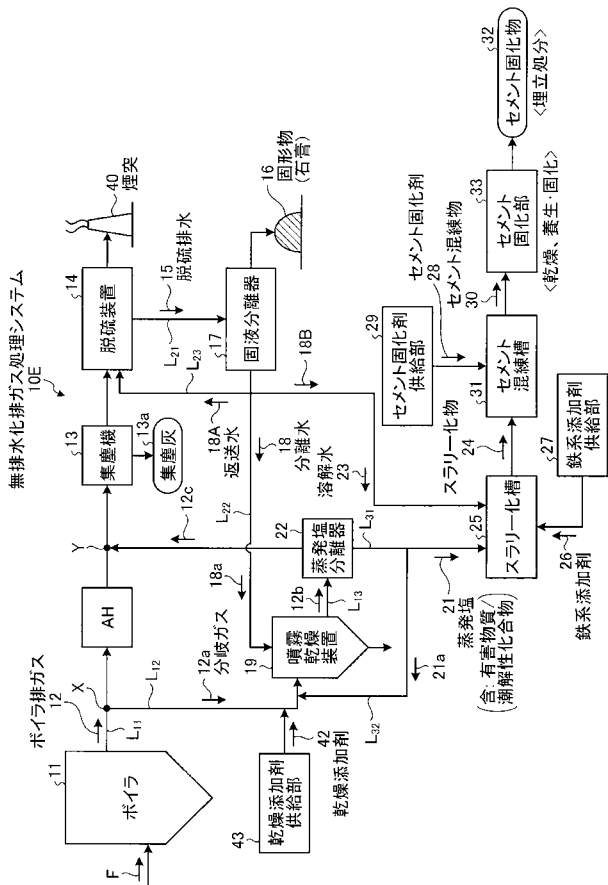 無排水化排ガス処理システム
10E
F
11
ボイラ
ボイラ排ガス
12
X
L11
L12
AH
Y
12c
13
集塵機
13a
集塵灰
14
脱硫装置
40
煙突
15
脱硫排水
L21
L23
17
固液分離器
16
固形物
(石膏)
18A
返送水
18
分離水
18B
L22
18a
溶解水
23
12a
分岐ガス
19
噴霧
乾燥
装置
12b
L13
22
蒸発塩
分離器
L31
43
乾燥添加剤
供給部
42
乾燥添加剤
L32
21a
21
蒸発塩
(含:有害物質/
潮解性化合物)
25
スラリー化槽
26
鉄系添加剤
27
鉄系添加剤
供給部
スラリー化物
24
29
セメント固化剤
供給部
セメント固化剤
28
31
セメント
混練槽
セメント混練物
30
33
セメント
固化部
<乾燥、養生・固化>
32
セメント固化物
<埋立処分>